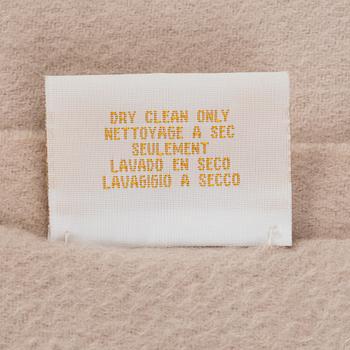 DRY CLEAN ONLY
NETTOYAGE A SEC
SEULEMENT
LAVADO EN SECO
LAVAGIGIO A SECCO